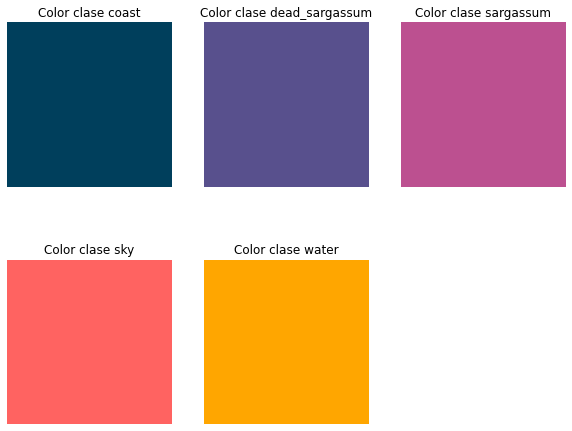 Color clase coast
Color clase dead_sargassum
Color clase sargassum
Color clase sky
Color clase water